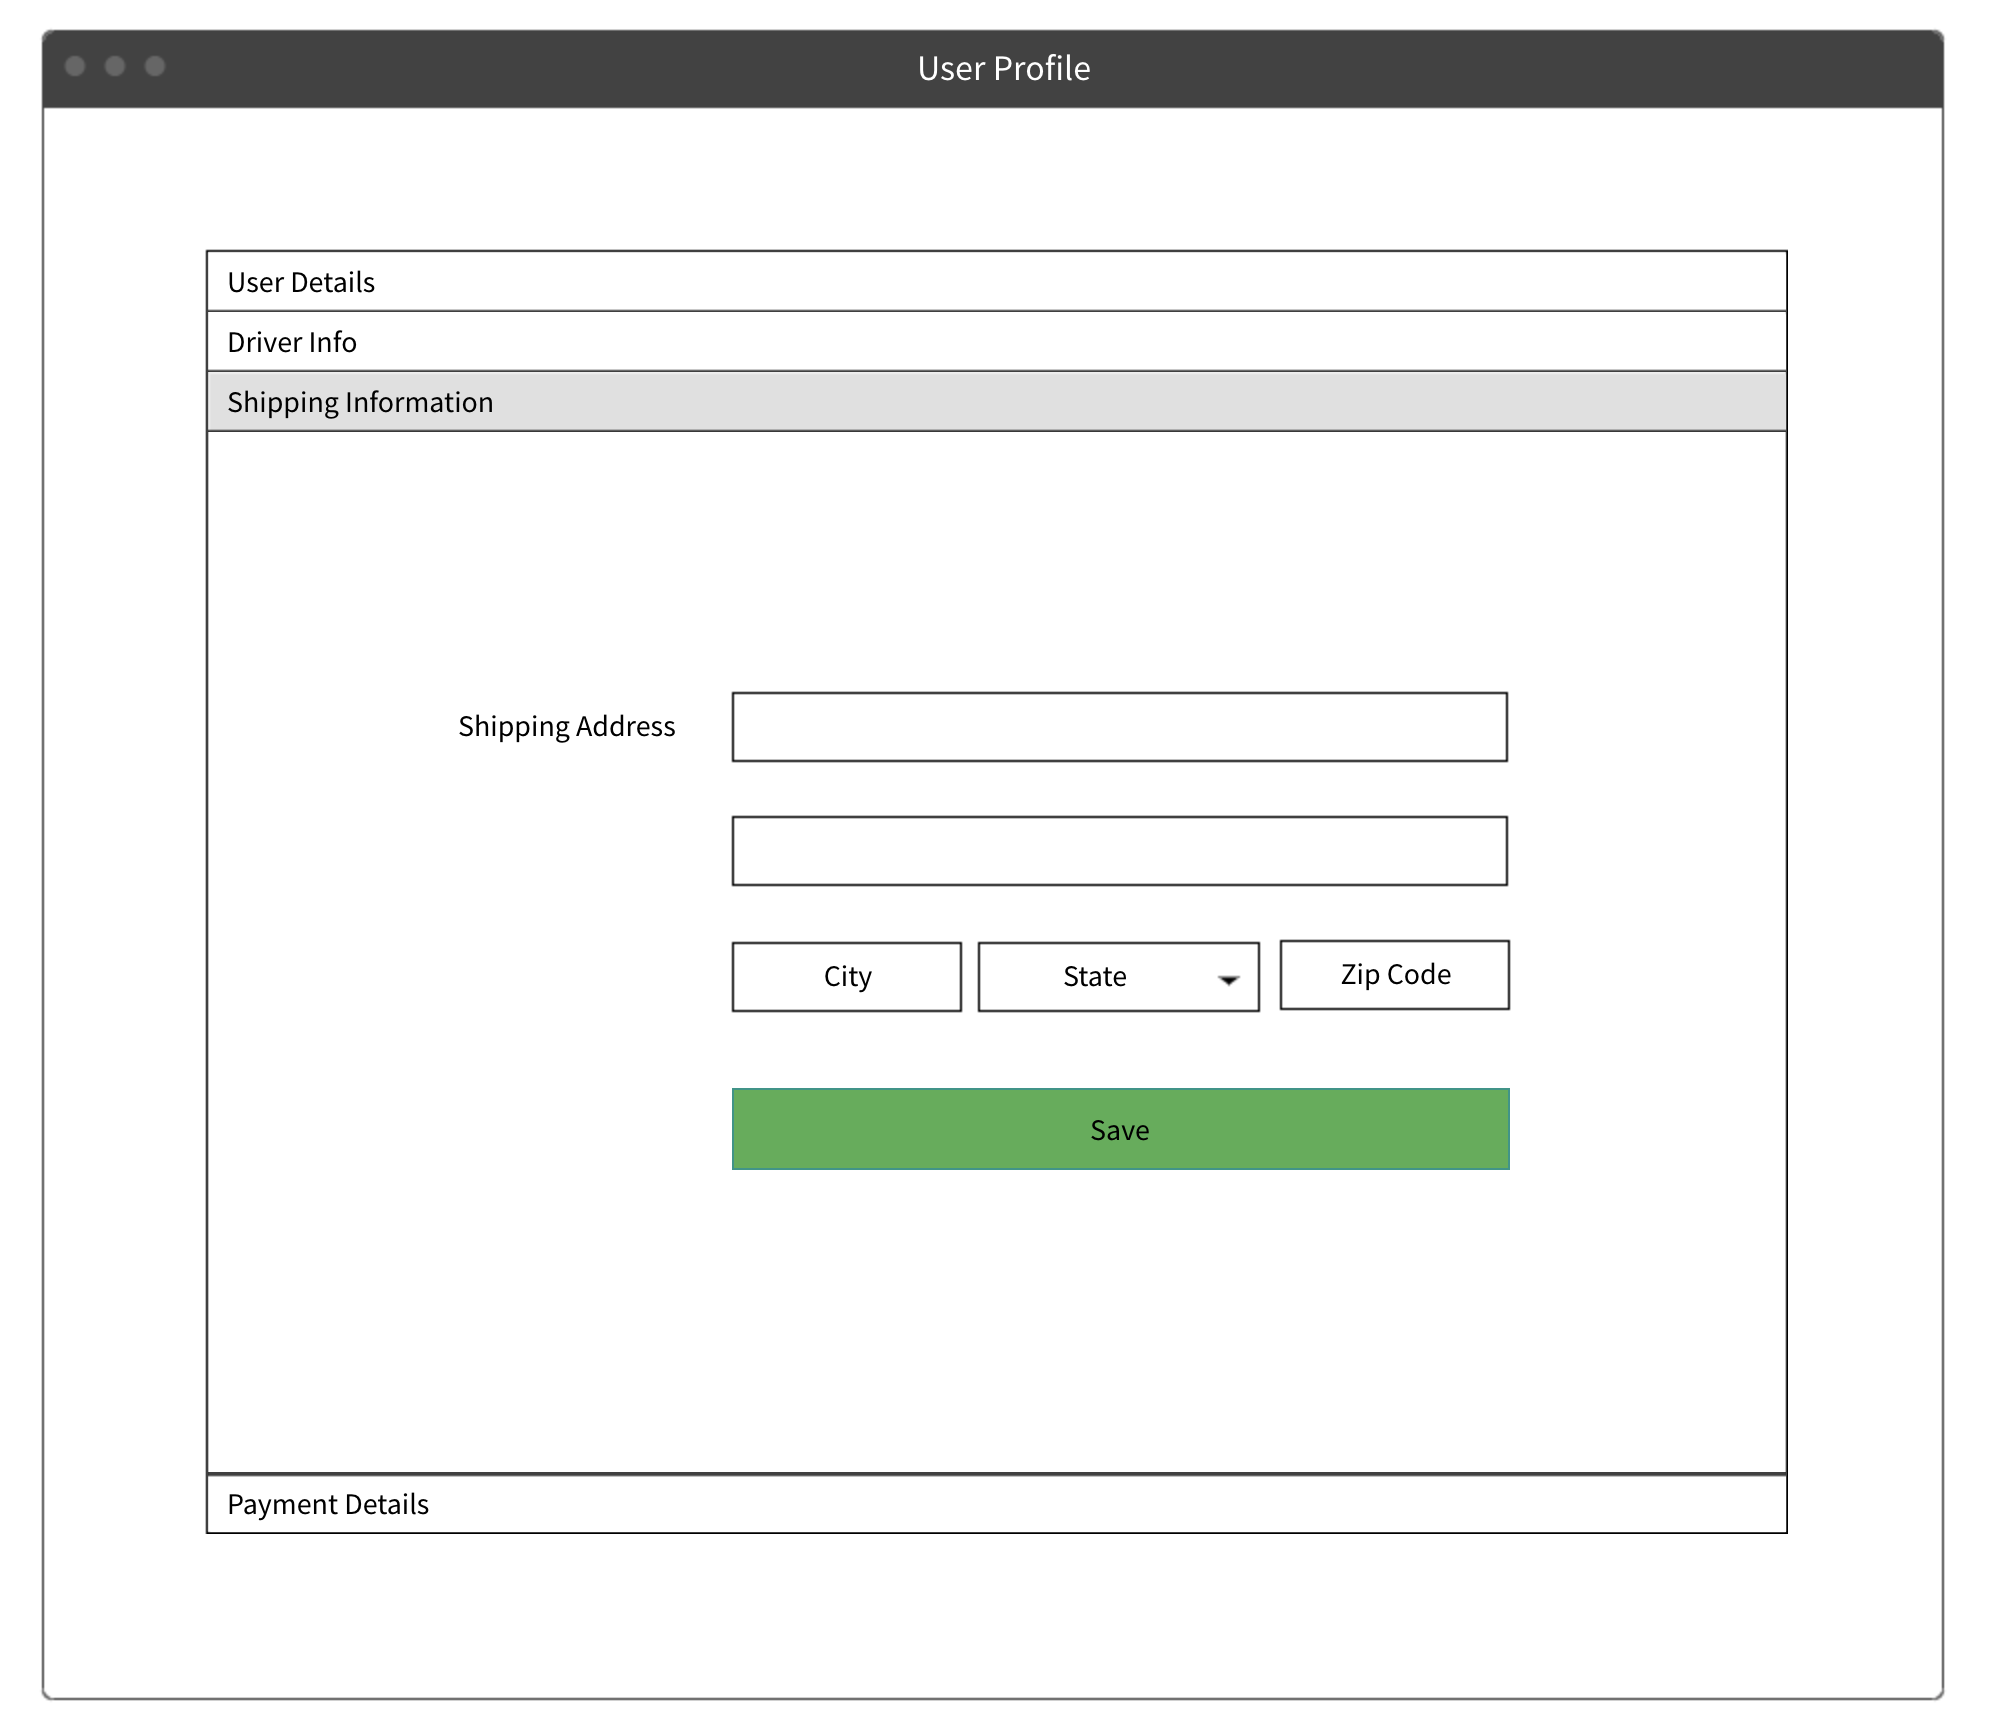 User Profile
User Details
Driver Info
Shipping Information
Shipping Address
City State Zip Code
Save
Payment Details